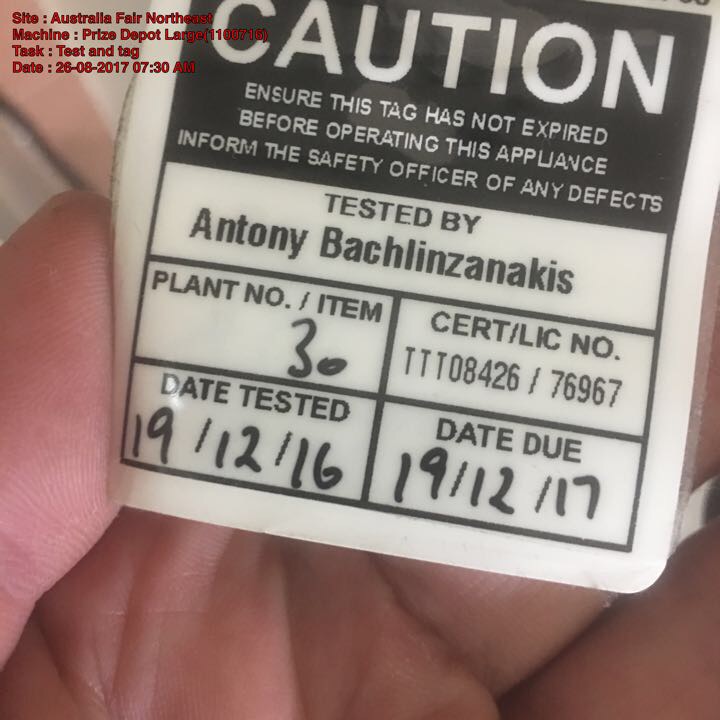 Site : Australia Fair Northeast
Machine : Prize Depot Large(1100716)
Task : Test and tag
Date : 26-08-2017 07:30 AM
CAUTION
ENSURE THIS TAG HAS NOT EXPIRED
BEFORE OPERATING THIS APPLIANCE
INFORM THE SAFETY OFFICER OF ANY DEFECTS
TESTED BY
Antony Bachlinzanakis
PLANT NO. / ITEM
30
CERT/LIC NO.
TTT08426 / 76967
DATE TESTED
19/12/16
DATE DUE
19/12/17